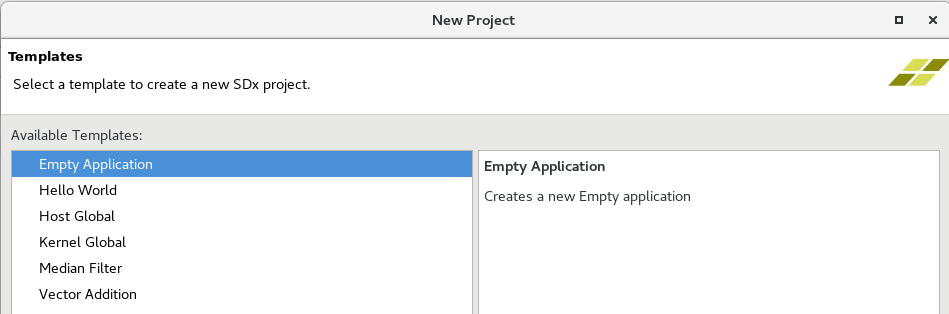 New Project
Templates
Select a template to create a new SDx project.
Available Templates:
Empty Application
Hello World
Host Global
Kernel Global
Median Filter
Vector Addition
Empty Application
Creates a new Empty application